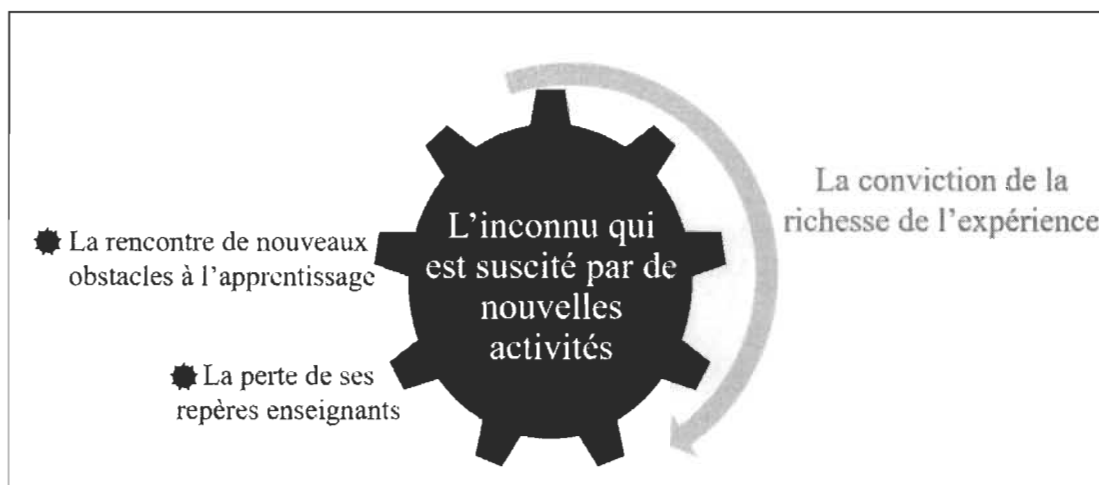 La rencontre de nouveaux
obstacles à l'apprentissage
La perte de ses
repères enseignants
L'inconnu qui
est suscité par de
nouvelles
activités
La conviction de la
richesse de l'expérience